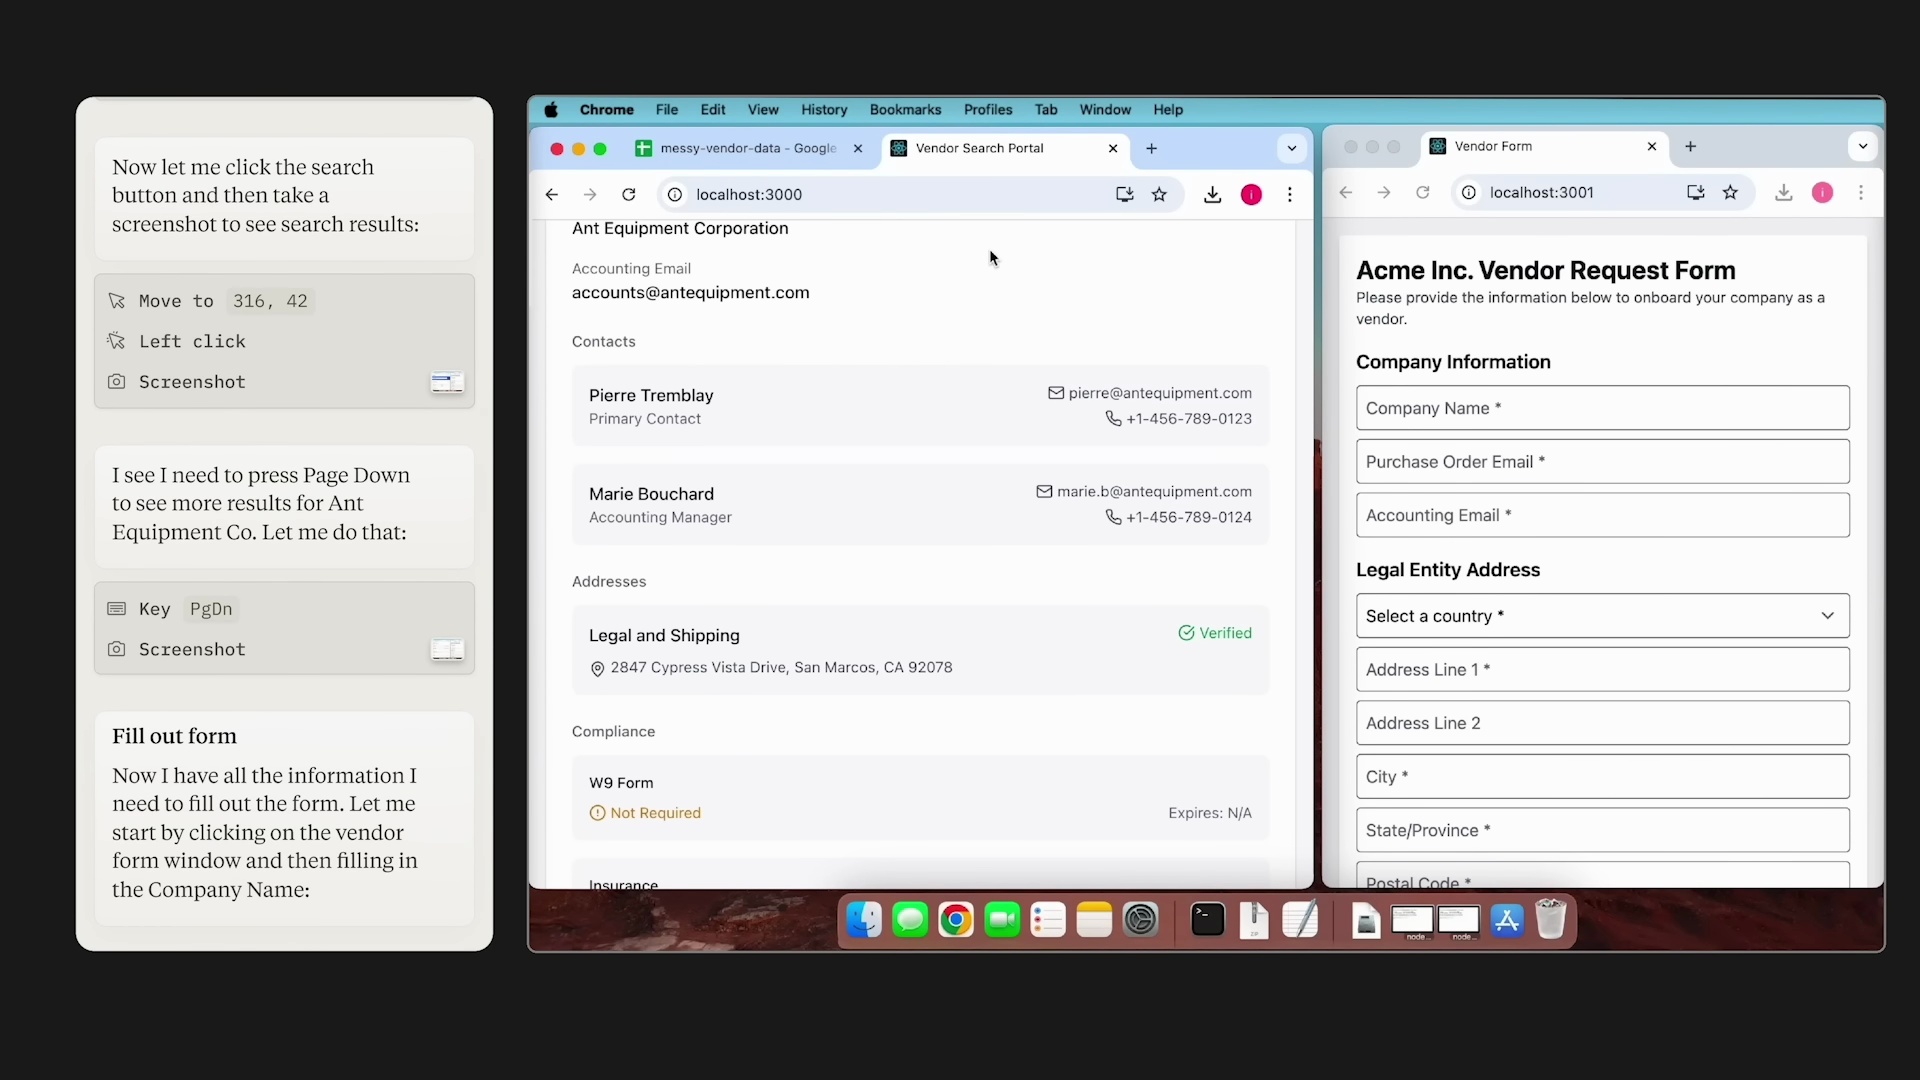 Now let me click the search
button and then take a
screenshot to see search results:
Move to 316, 42
Left click
Screenshot
I see I need to press Page Down
to see more results for Ant
Equipment Co. Let me do that:
Key PgDn
Screenshot
Fill out form
Now I have all the information I
need to fill out the form. Let me
start by clicking on the vendor
form window and then filling in
the Company Name:
Chrome File Edit View History Bookmarks Profiles Tab Window Help
messy-vendor-data - Google
Vendor Search Portal
localhost:3000
Ant Equipment Corporation
Accounting Email
accounts@antequipment.com
Contacts
Pierre Tremblay
pierre@antequipment.com
Primary Contact
+1-456-789-0123
Marie Bouchard
marie.b@antequipment.com
Accounting Manager
+1-456-789-0124
Addresses
Legal and Shipping
Verified
2847 Cypress Vista Drive, San Marcos, CA 92078
Compliance
W9 Form
Not Required
Expires: N/A
Insurance
Vendor Form
localhost:3001
Acme Inc. Vendor Request Form
Please provide the information below to onboard your company as a
vendor.
Company Information
Company Name *
Purchase Order Email *
Accounting Email *
Legal Entity Address
Select a country *
Address Line 1 *
Address Line 2
City *
State/Province *
Postal Code *
ZIP
node
node